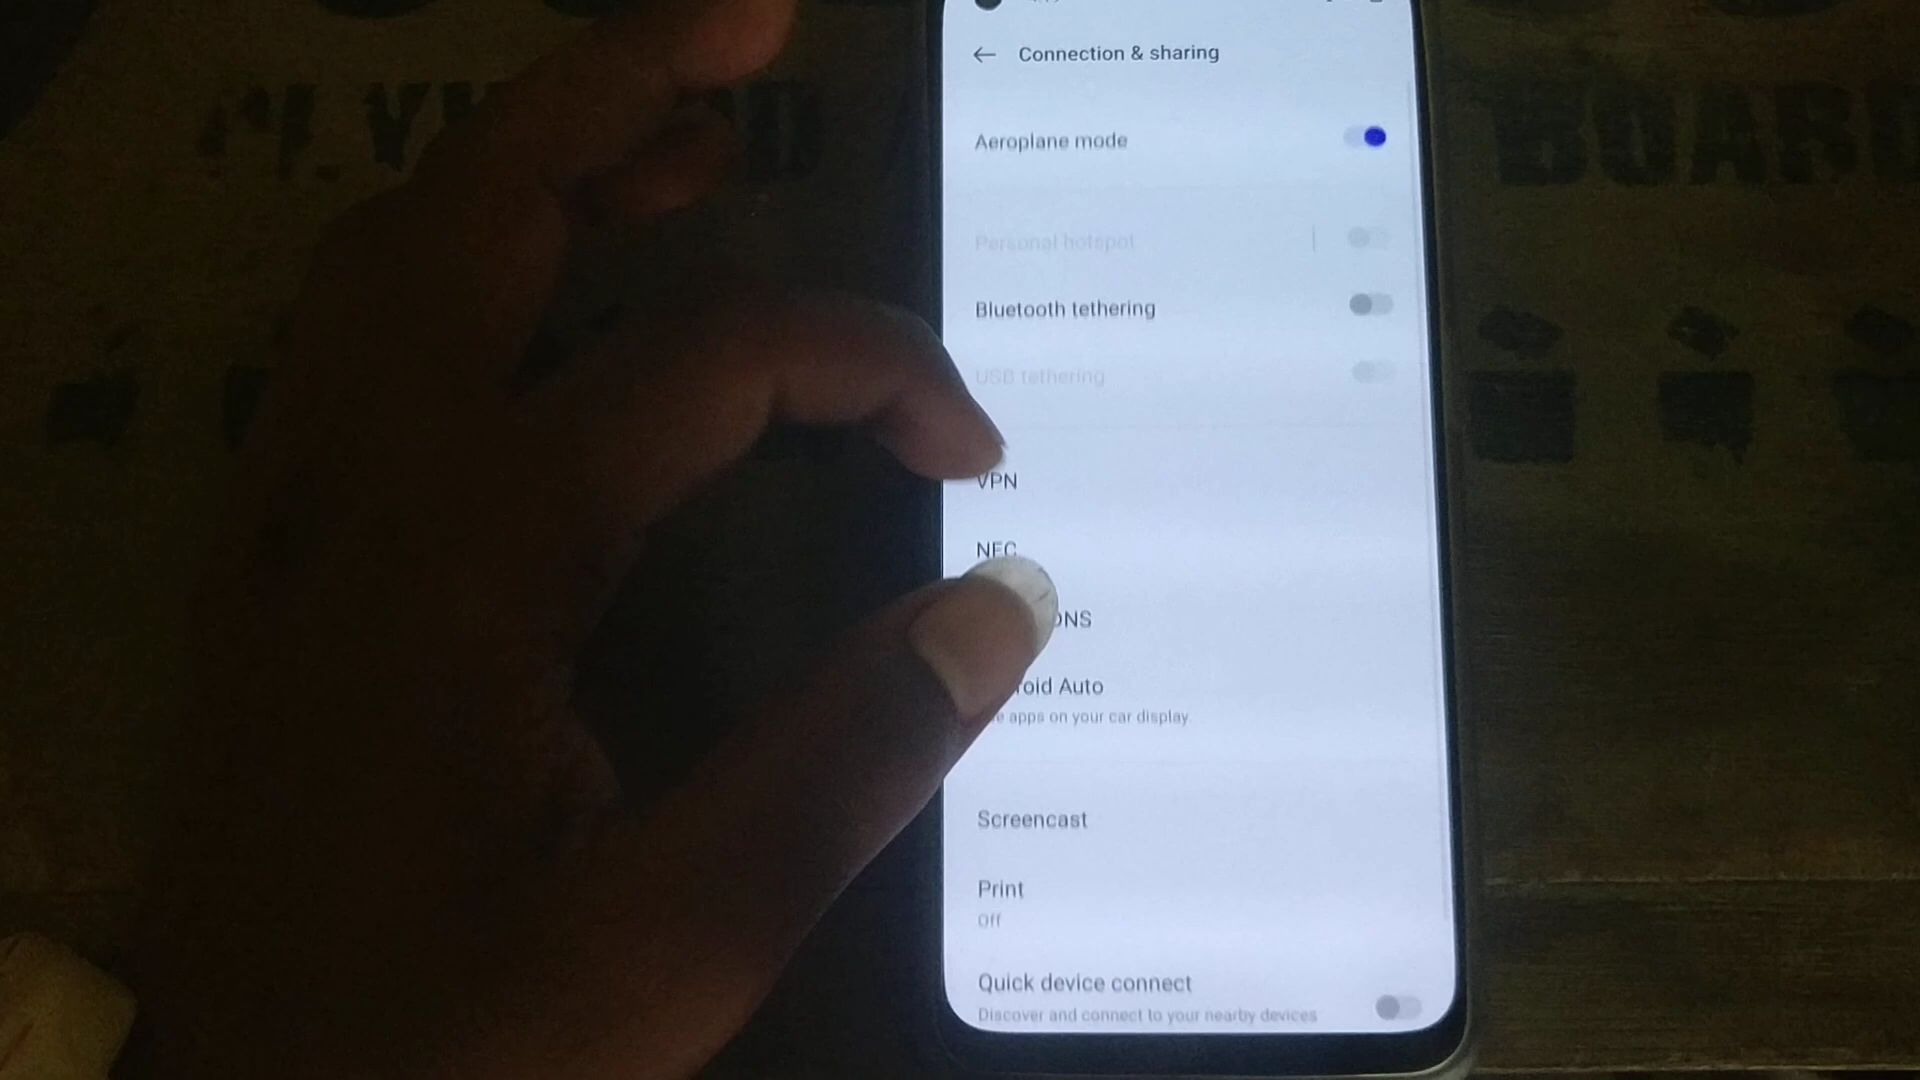 Connection & sharing
Aeroplane mode
Personal hotspot
Bluetooth tethering
USB tethering
VPN
NFC
DNS
Auto
apps on your car display
Screencast
Print
Off
Quick device connect
Discover and connect to your nearby devices
BOARD